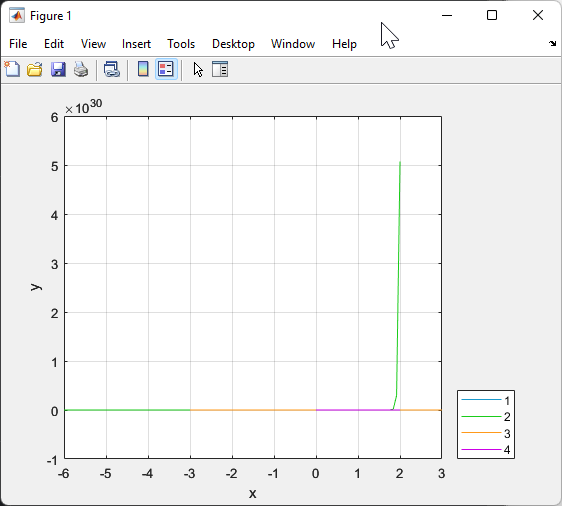 Figure 1
File Edit View Insert Tools Desktop Window Help
×10^30
6
5
4
3
2
1
0
-1
y
-6 -5 -4 -3 -2 -1 0 1 2 3
x
1
2
3
4